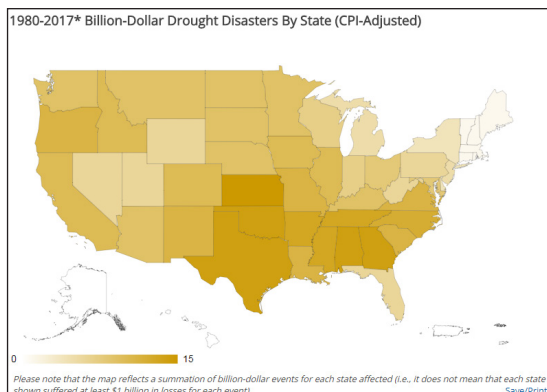 1980-2017* Billion-Dollar Drought Disasters By State (CPI-Adjusted)
0 15
Please note that the map reflects a summation of billion-dollar events for each state affected (i.e., it does not mean that each state
shown suffered at least $1 billion in losses for each event).
Save/Print